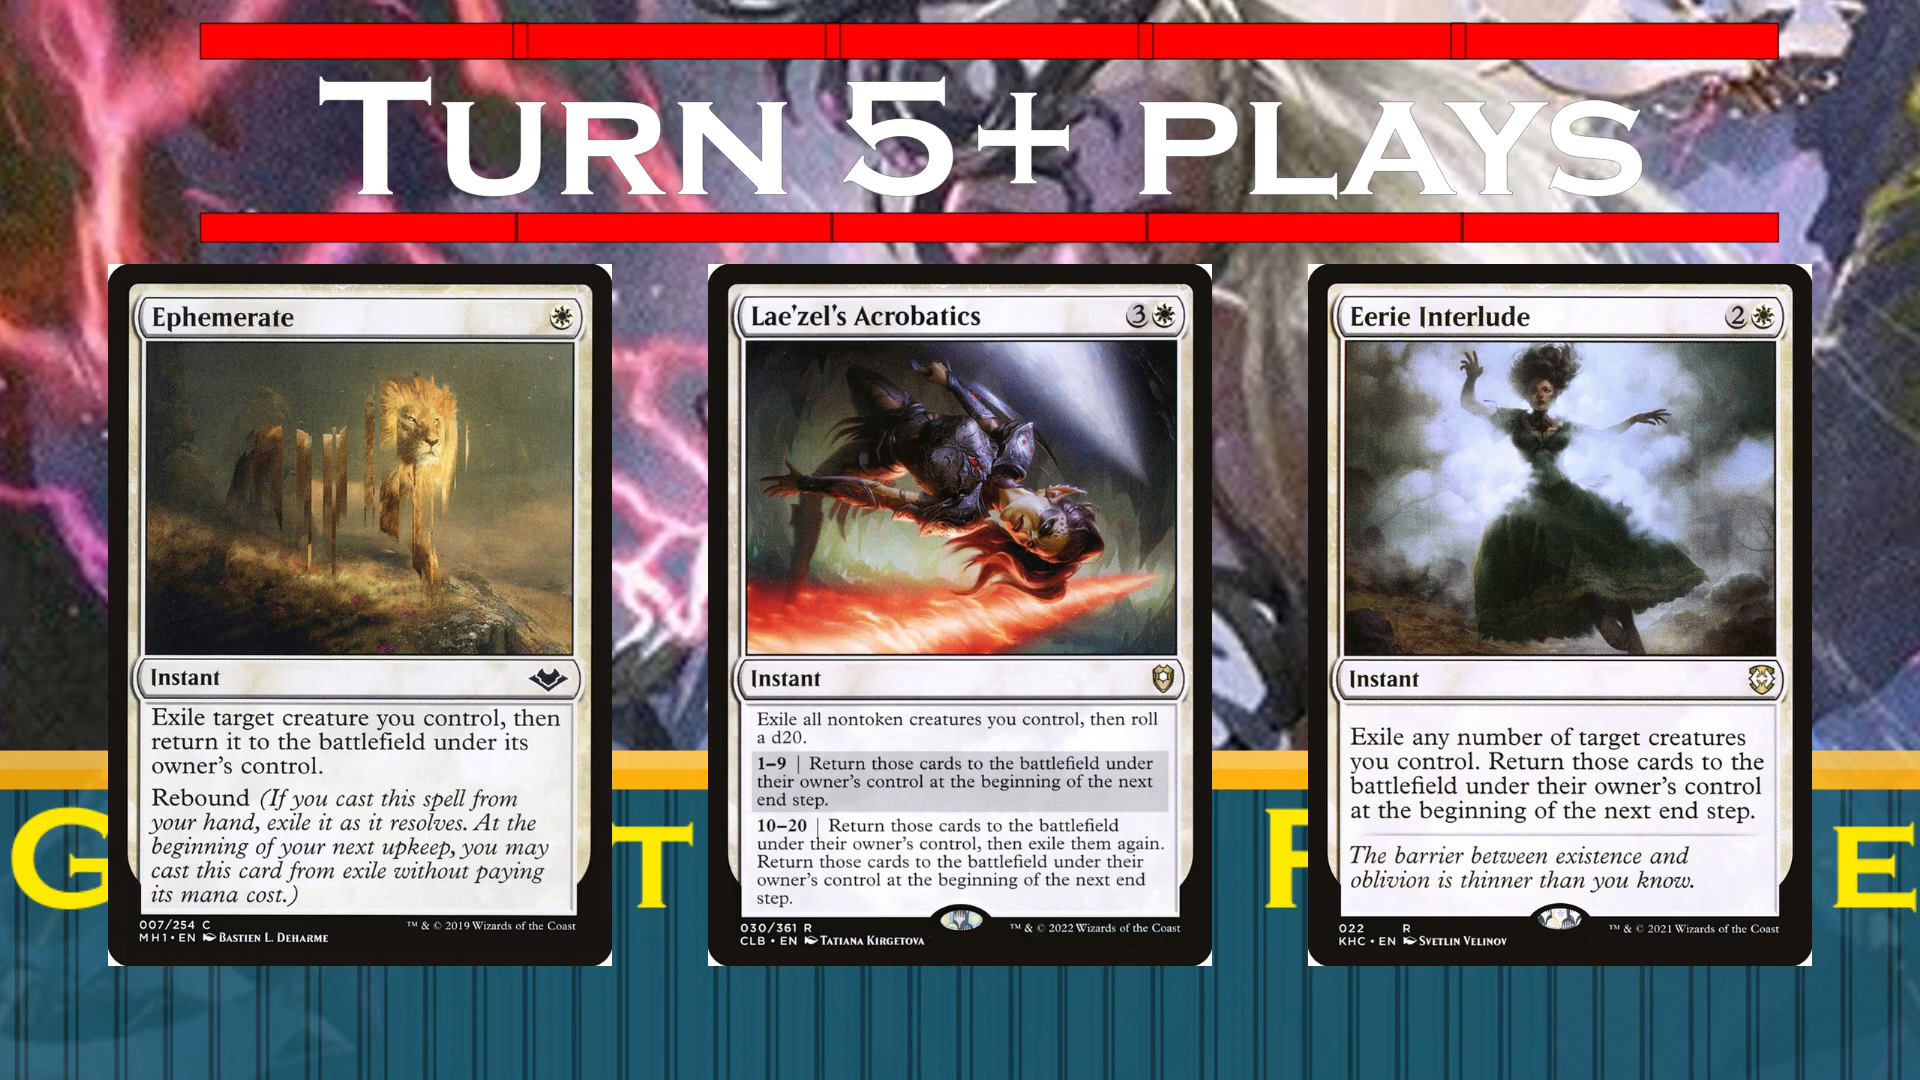 TURN 5+ PLAYS
Ephemerate
Instant
Exile target creature you control, then
return it to the battlefield under its
owner's control.
Rebound (If you cast this spell from
your hand, exile it as it resolves. At the
beginning of your next upkeep, you may
cast this card from exile without paying
its mana cost.)
007/254 C
MH1 • EN BASTIEN L. DEHARME
™ & © 2019 Wizards of the Coast
Lae'zel's Acrobatics
3
Instant
Exile all nontoken creatures you control, then roll
a d20.
1–9 | Return those cards to the battlefield under
their owner's control at the beginning of the next
end step.
10–20 | Return those cards to the battlefield
under their owner's control, then exile them again.
Return those cards to the battlefield under their
owner's control at the beginning of the next end
step.
030/361 R
CLB • EN TATIANA KIRGETOVA
™ & © 2022 Wizards of the Coast
Eerie Interlude
2
Instant
Exile any number of target creatures
you control. Return those cards to the
battlefield under their owner's control
at the beginning of the next end step.
The barrier between existence and
oblivion is thinner than you know.
022 R
KHC • EN SVETLIN VELINOV
™ & © 2021 Wizards of the Coast